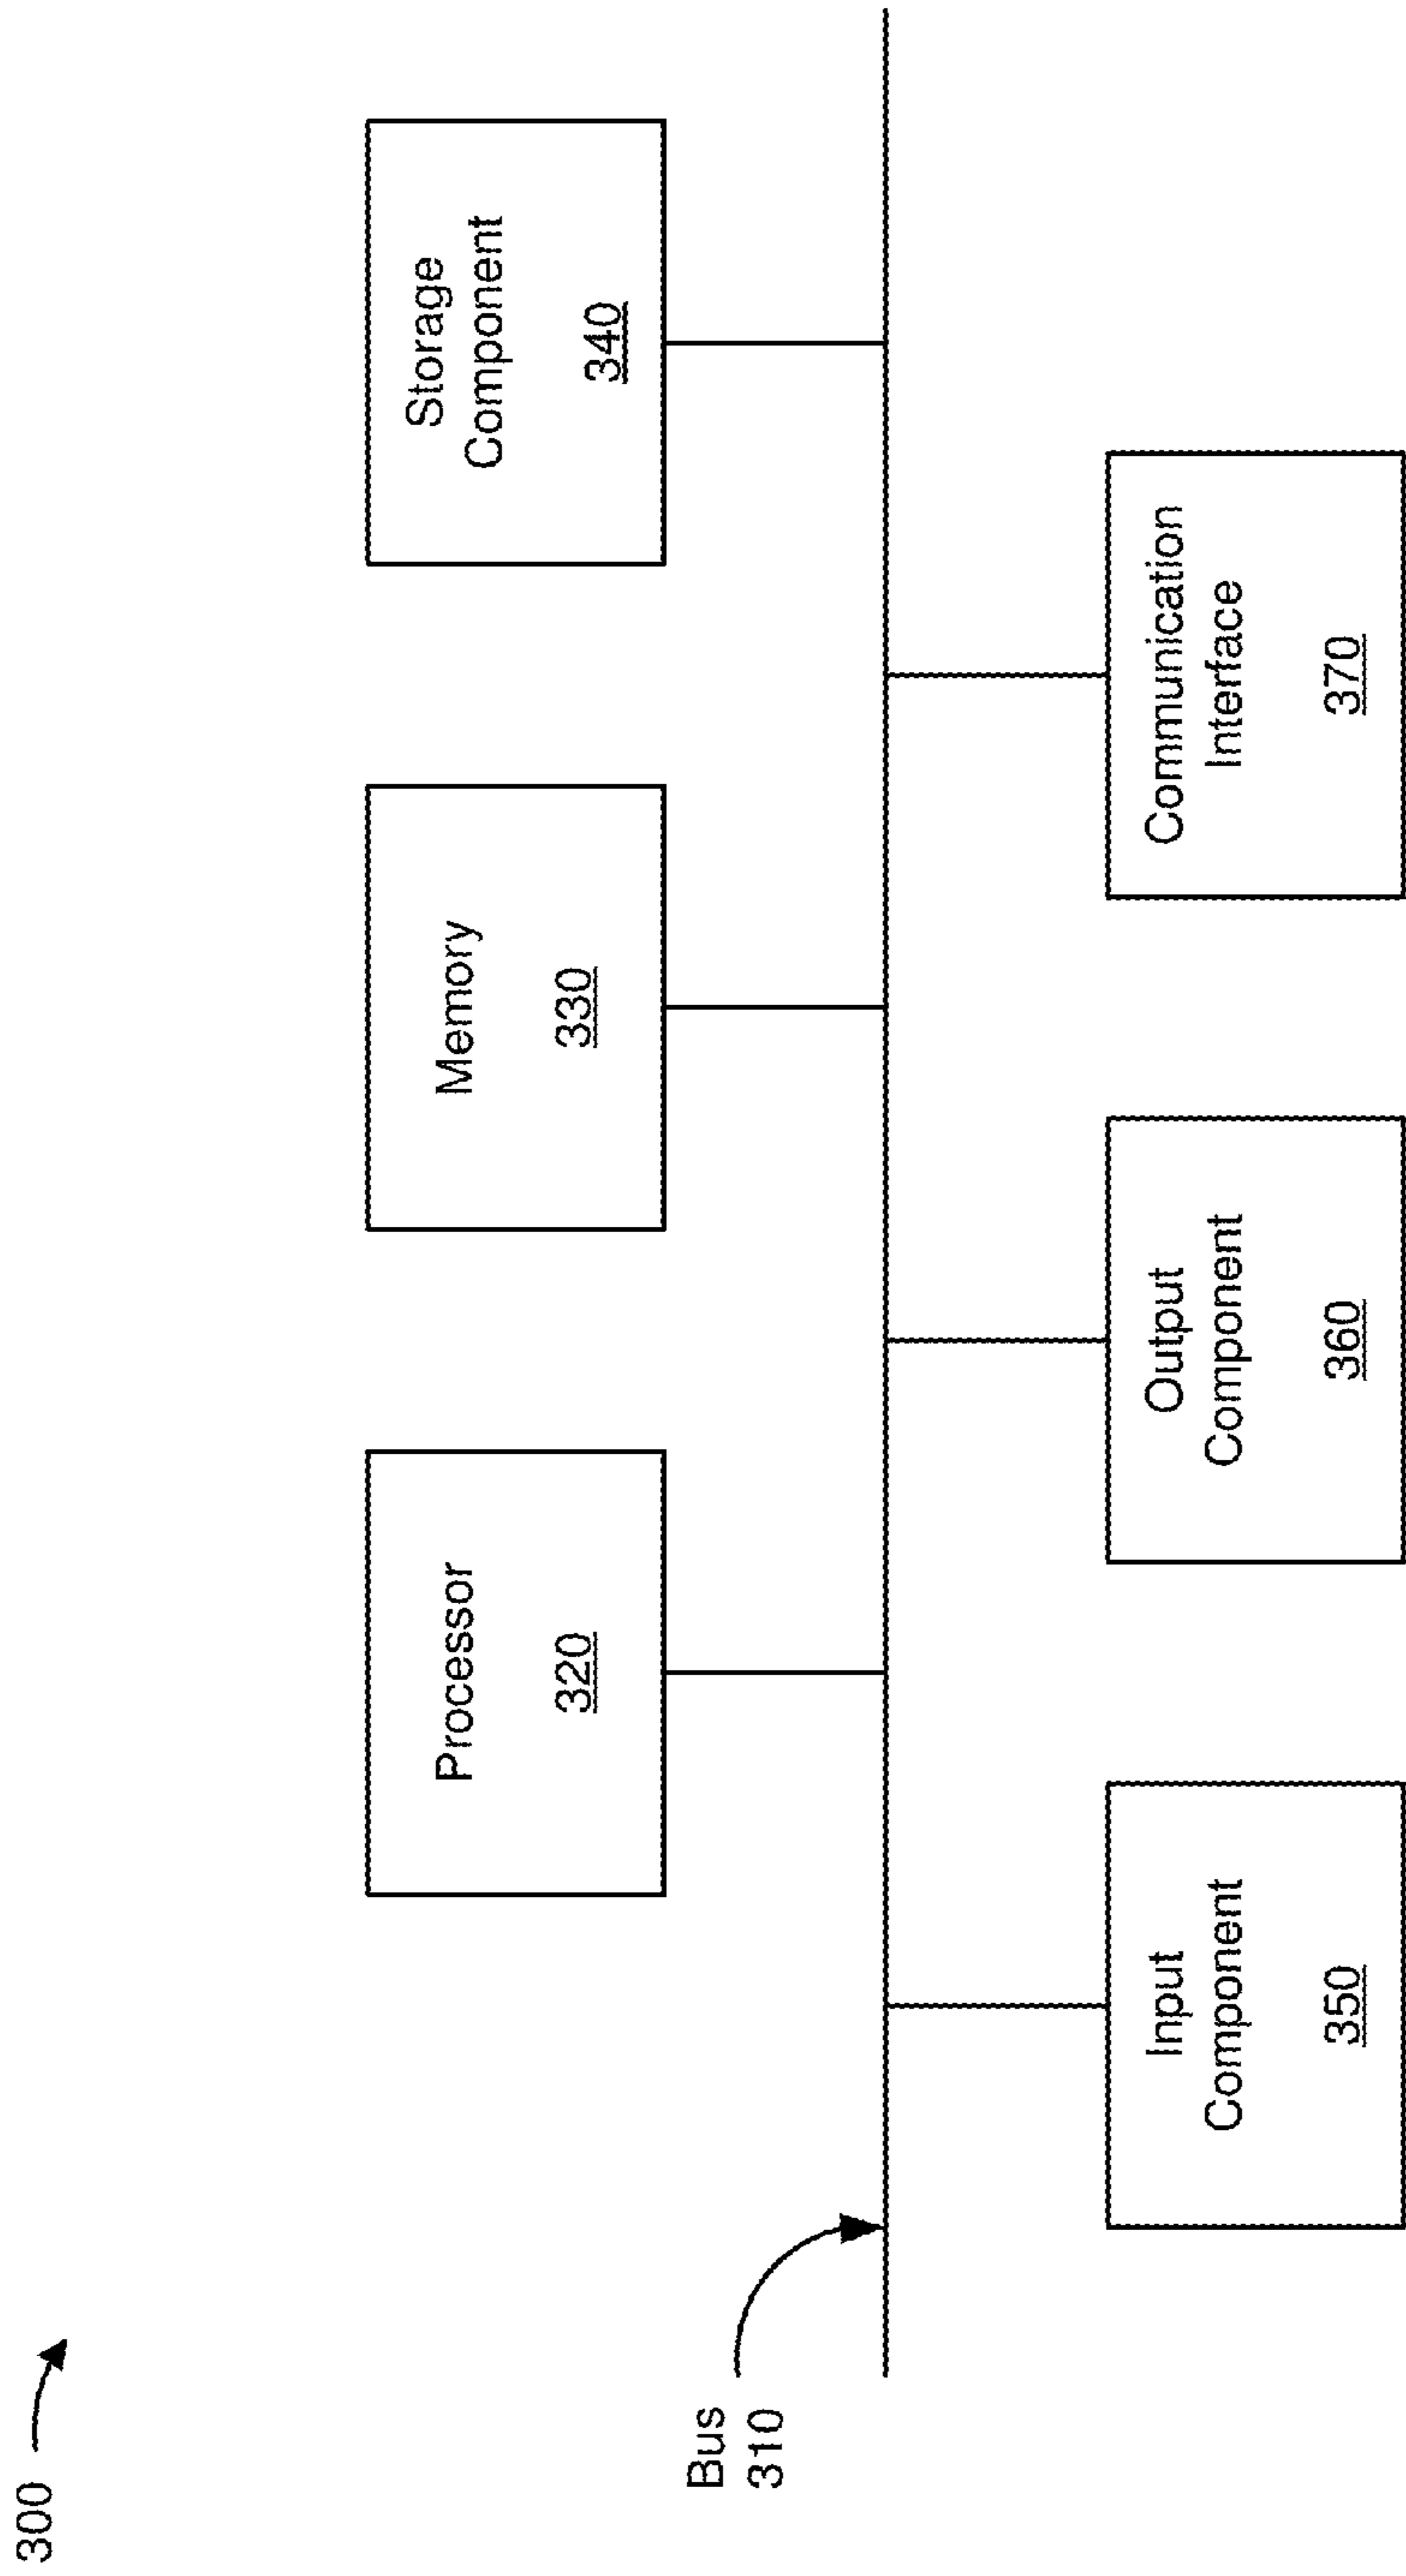 300
Bus
310
Processor
320
Memory
330
Storage
Component
340
Input
Component
350
Output
Component
360
Communication
Interface
370